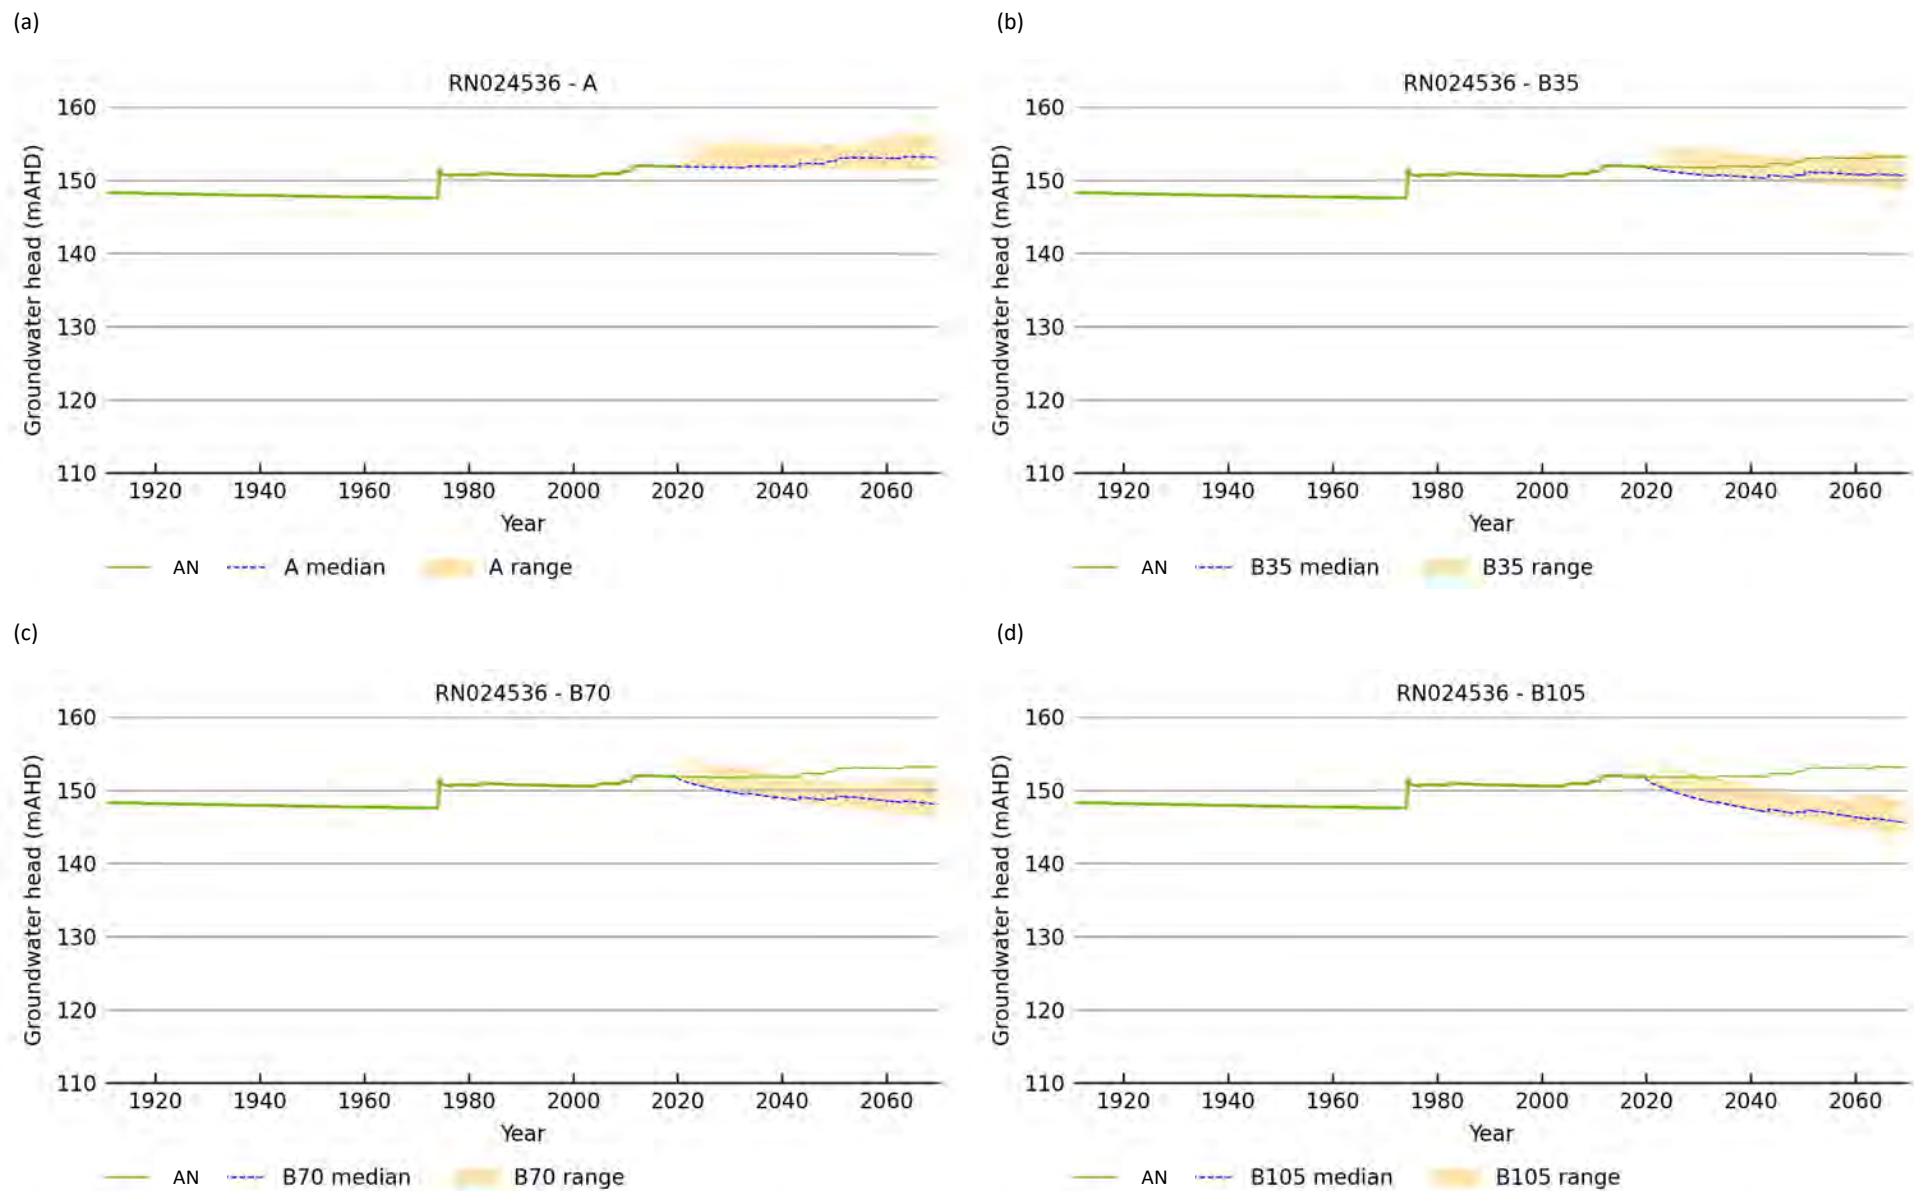 (a)
RN024536 - A
Groundwater head (mAHD)
160
150
140
130
120
110
1920 1940 1960 1980 2000 2020 2040 2060
Year
AN A median A range
(b)
RN024536 - B35
Groundwater head (mAHD)
160
150
140
130
120
110
1920 1940 1960 1980 2000 2020 2040 2060
Year
AN B35 median B35 range
(c)
RN024536 - B70
Groundwater head (mAHD)
160
150
140
130
120
110
1920 1940 1960 1980 2000 2020 2040 2060
Year
AN B70 median B70 range
(d)
RN024536 - B105
Groundwater head (mAHD)
160
150
140
130
120
110
1920 1940 1960 1980 2000 2020 2040 2060
Year
AN B105 median B105 range